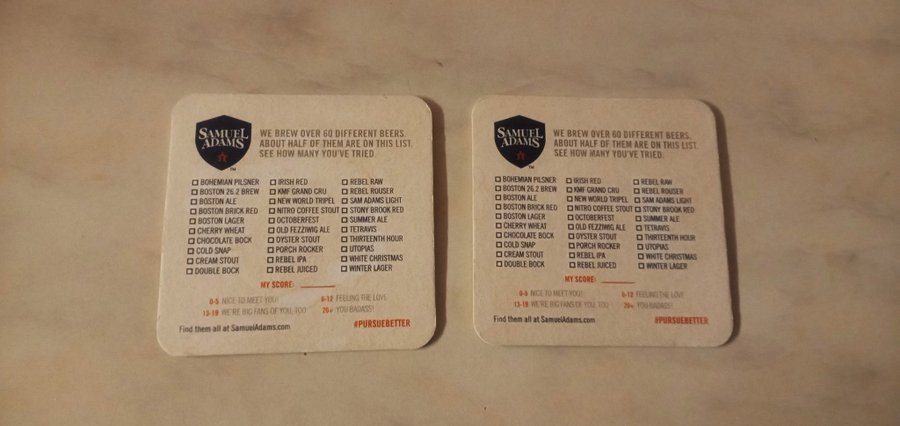 SAMUEL
ADAMS
TM
WE BREW OVER 60 DIFFERENT BEERS.
ABOUT HALF OF THEM ARE ON THIS LIST.
SEE HOW MANY YOU'VE TRIED.
BOHEMIAN PILSNER
BOSTON 26.2 BREW
BOSTON ALE
BOSTON BRICK RED
BOSTON LAGER
CHERRY WHEAT
CHOCOLATE BOCK
COLD SNAP
CREAM STOUT
DOUBLE BOCK
IRISH RED
KMF GRAND CRU
NEW WORLD TRIPEL
NITRO COFFEE STOUT
OCTOBERFEST
OLD FEZZIWIG ALE
OYSTER STOUT
PORCH ROCKER
REBEL IPA
REBEL JUICED
REBEL RAW
REBEL ROUSER
SAM ADAMS LIGHT
STONY BROOK RED
SUMMER ALE
TETRAVIS
THIRTEENTH HOUR
UTOPIAS
WHITE CHRISTMAS
WINTER LAGER
MY SCORE:
0-5 NICE TO MEET YOU!
6-12 FEELING THE LOVE
13-19 WE'RE BIG FANS OF YOU, TOO
20+ YOU BADASS!
Find them all at SamuelAdams.com
#PURSUEBETTER
SAMUEL
ADAMS
TM
WE BREW OVER 60 DIFFERENT BEERS.
ABOUT HALF OF THEM ARE ON THIS LIST.
SEE HOW MANY YOU'VE TRIED.
BOHEMIAN PILSNER
BOSTON 26.2 BREW
BOSTON ALE
BOSTON BRICK RED
BOSTON LAGER
CHERRY WHEAT
CHOCOLATE BOCK
COLD SNAP
CREAM STOUT
DOUBLE BOCK
IRISH RED
KMF GRAND CRU
NEW WORLD TRIPEL
NITRO COFFEE STOUT
OCTOBERFEST
OLD FEZZIWIG ALE
OYSTER STOUT
PORCH ROCKER
REBEL IPA
REBEL JUICED
REBEL RAW
REBEL ROUSER
SAM ADAMS LIGHT
STONY BROOK RED
SUMMER ALE
TETRAVIS
THIRTEENTH HOUR
UTOPIAS
WHITE CHRISTMAS
WINTER LAGER
MY SCORE:
0-5 NICE TO MEET YOU!
6-12 FEELING THE LOVE
13-19 WE'RE BIG FANS OF YOU, TOO
20+ YOU BADASS!
Find them all at SamuelAdams.com
#PURSUEBETTER